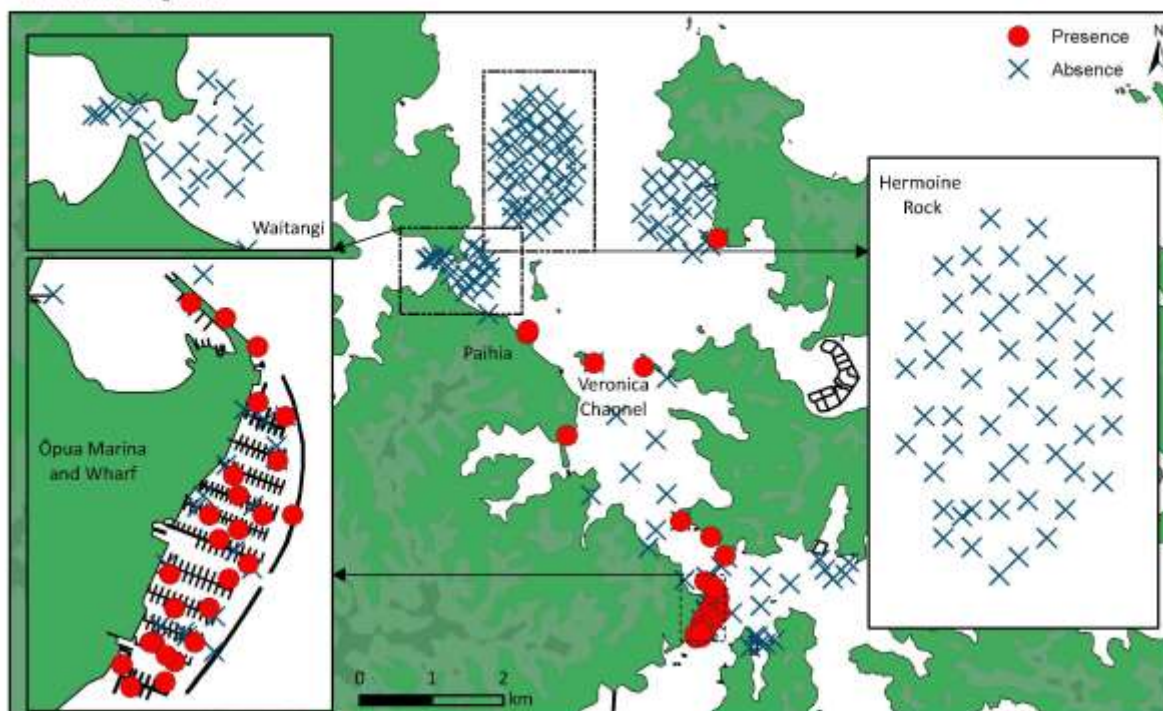 Presence
Absence
N
Waitangi
Hermoine
Rock
Paihia
Veronica
Channel
Ōpua Marina
and Wharf
0 1 2
km